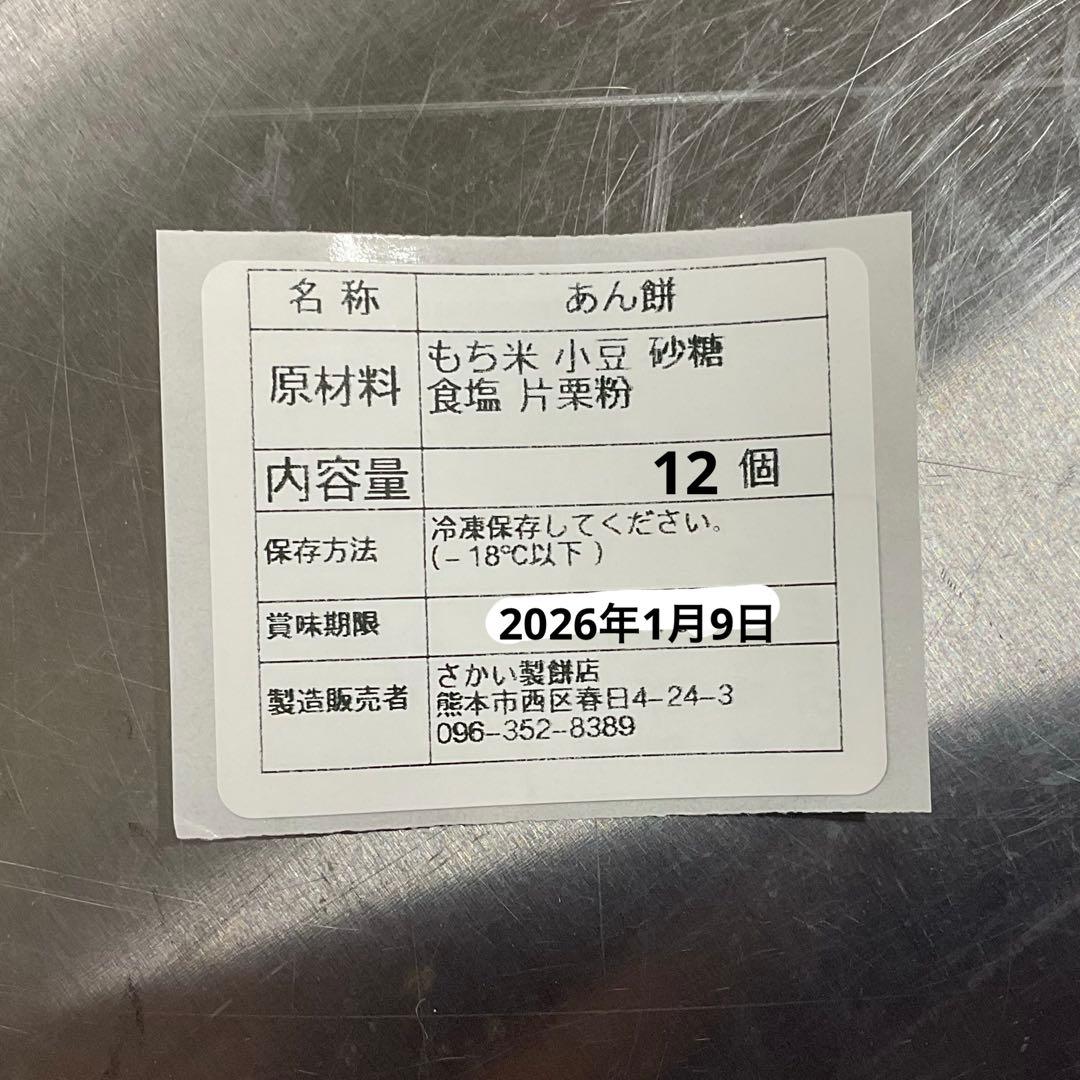 名称 あん餅
原材料 もち米 小豆 砂糖
食塩 片栗粉
内容量 12 個
保存方法 冷凍保存してください。
(-18℃以下)
賞味期限 2026年1月9日
製造販売者 さかい製餅店
熊本市西区春日4-24-3
096-352-8389